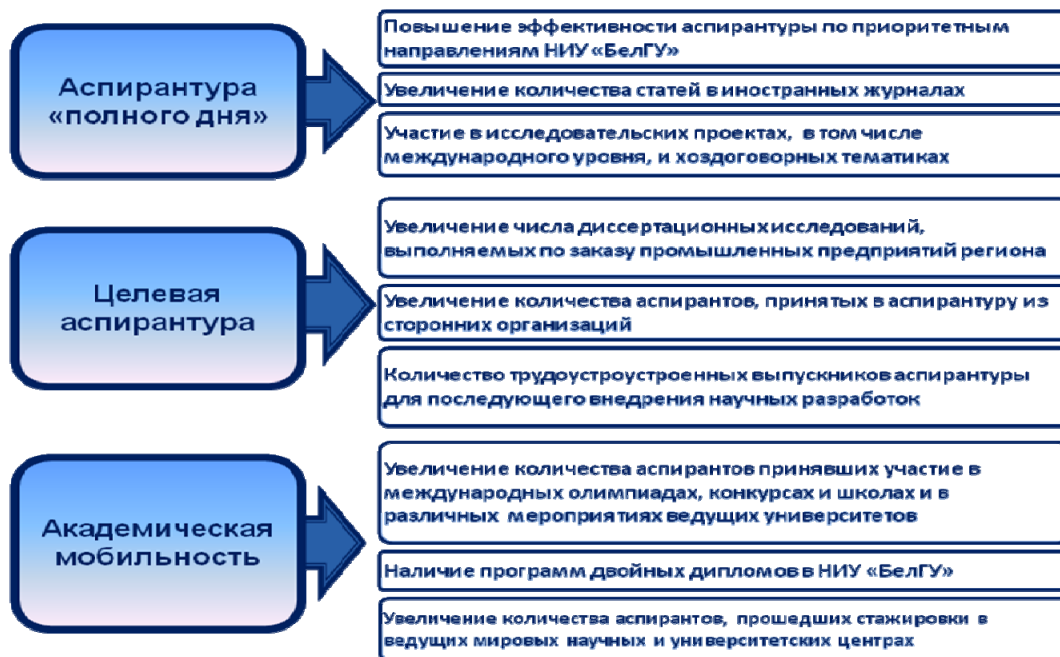 Аспирантура
«полного дня»
Повышение эффективности аспирантуры по приоритетным
направлениям НИУ «БелГУ»
Увеличение количества статей в иностранных журналах
Участие в исследовательских проектах, в том числе
международного уровня, и хоздоговорных тематиках
Целевая
аспирантура
Увеличение числа диссертационных исследований,
выполняемых по заказу промышленных предприятий региона
Увеличение количества аспирантов, принятых в аспирантуру из
сторонних организаций
Количество трудоустроустроенных выпускников аспирантуры
для последующего внедрения научных разработок
Академическая
мобильность
Увеличение количества аспирантов принявших участие в
международных олимпиадах, конкурсах и школах и в
различных мероприятиях ведущих университетов
Наличие программ двойных дипломов в НИУ «БелГУ»
Увеличение количества аспирантов, прошедших стажировки в
ведущих мировых научных и университетских центрах